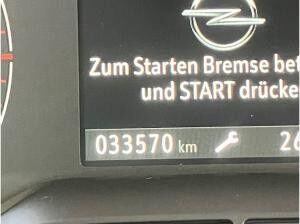 Zum Starten Bremse bet
und START drücke
033570 km 26